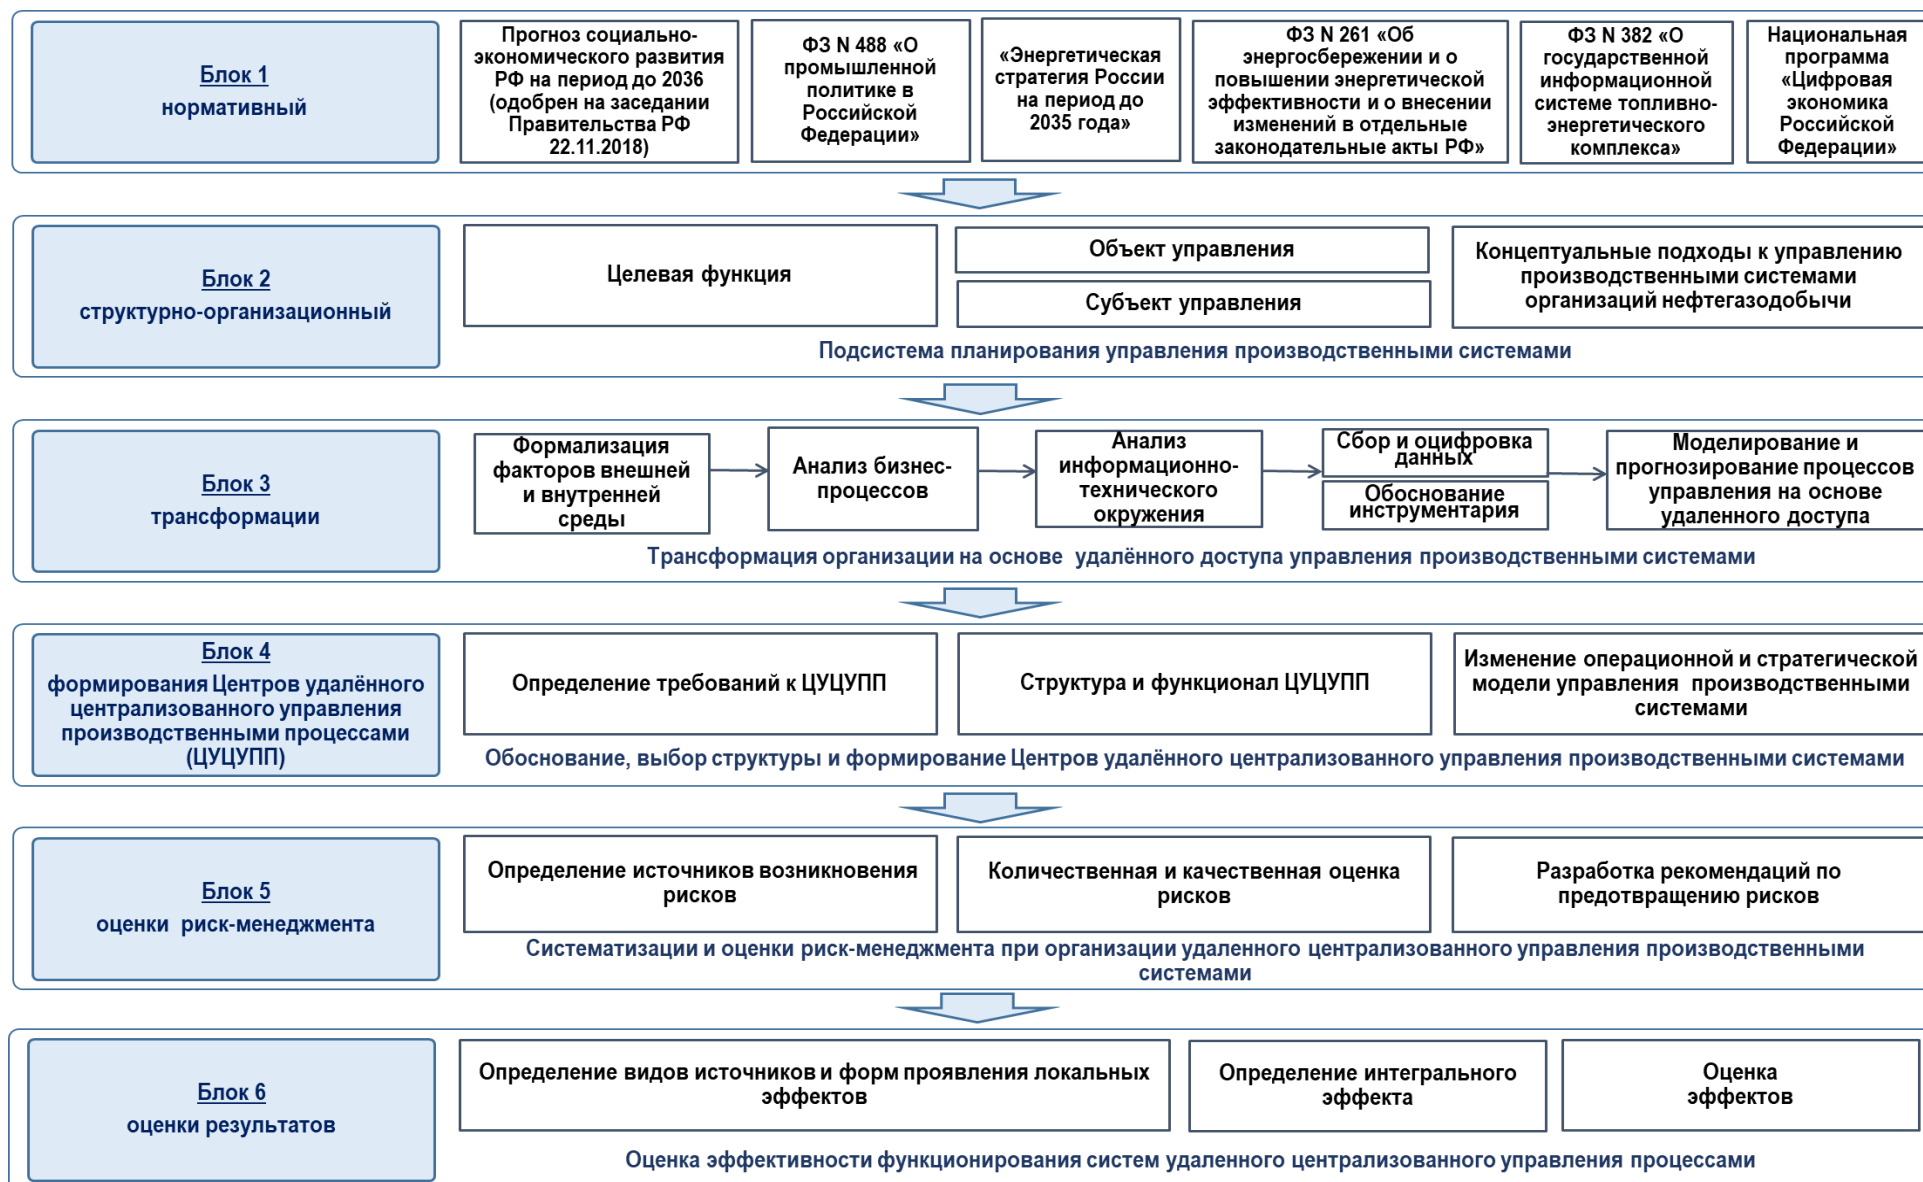 Блок 1
нормативный
Прогноз социально-
экономического развития
РФ на период до 2036
(одобрен на заседании
Правительства РФ
22.11.2018)
ФЗ N 488 «О
промышленной
политике в
Российской
Федерации»
«Энергетическая
стратегия России
на период до
2035 года»
ФЗ N 261 «Об
энергосбережении и о
повышении энергетической
эффективности и о внесении
изменений в отдельные
законодательные акты РФ»
ФЗ N 382 «О
государственной
информационной
системе топливно-
энергетического
комплекса»
Национальная
программа
«Цифровая
экономика
Российской
Федерации»
Блок 2
структурно-организационный
Целевая функция
Объект управления
Субъект управления
Концептуальные подходы к управлению
производственными системами
организаций нефтегазодобычи
Подсистема планирования управления производственными системами
Блок 3
трансформации
Формализация
факторов внешней
и внутренней
среды
Анализ бизнес-
процессов
Анализ
информационно-
технического
окружения
Сбор и оцифровка
данных
Обоснование
инструментария
Моделирование и
прогнозирование процессов
управления на основе
удаленного доступа
Трансформация организации на основе удалённого доступа управления производственными системами
Блок 4
формирования Центров удалённого
централизованного управления
производственными процессами
(ЦУЦУПП)
Определение требований к ЦУЦУПП
Структура и функционал ЦУЦУПП
Изменение операционной и стратегической
модели управления производственными
системами
Обоснование, выбор структуры и формирование Центров удалённого централизованного управления производственными системами
Блок 5
оценки риск-менеджмента
Определение источников возникновения
рисков
Количественная и качественная оценка
рисков
Разработка рекомендаций по
предотвращению рисков
Систематизации и оценки риск-менеджмента при организации удаленного централизованного управления производственными
системами
Блок 6
оценки результатов
Определение видов источников и форм проявления локальных
эффектов
Определение интегрального
эффекта
Оценка
эффектов
Оценка эффективности функционирования систем удаленного централизованного управления процессами